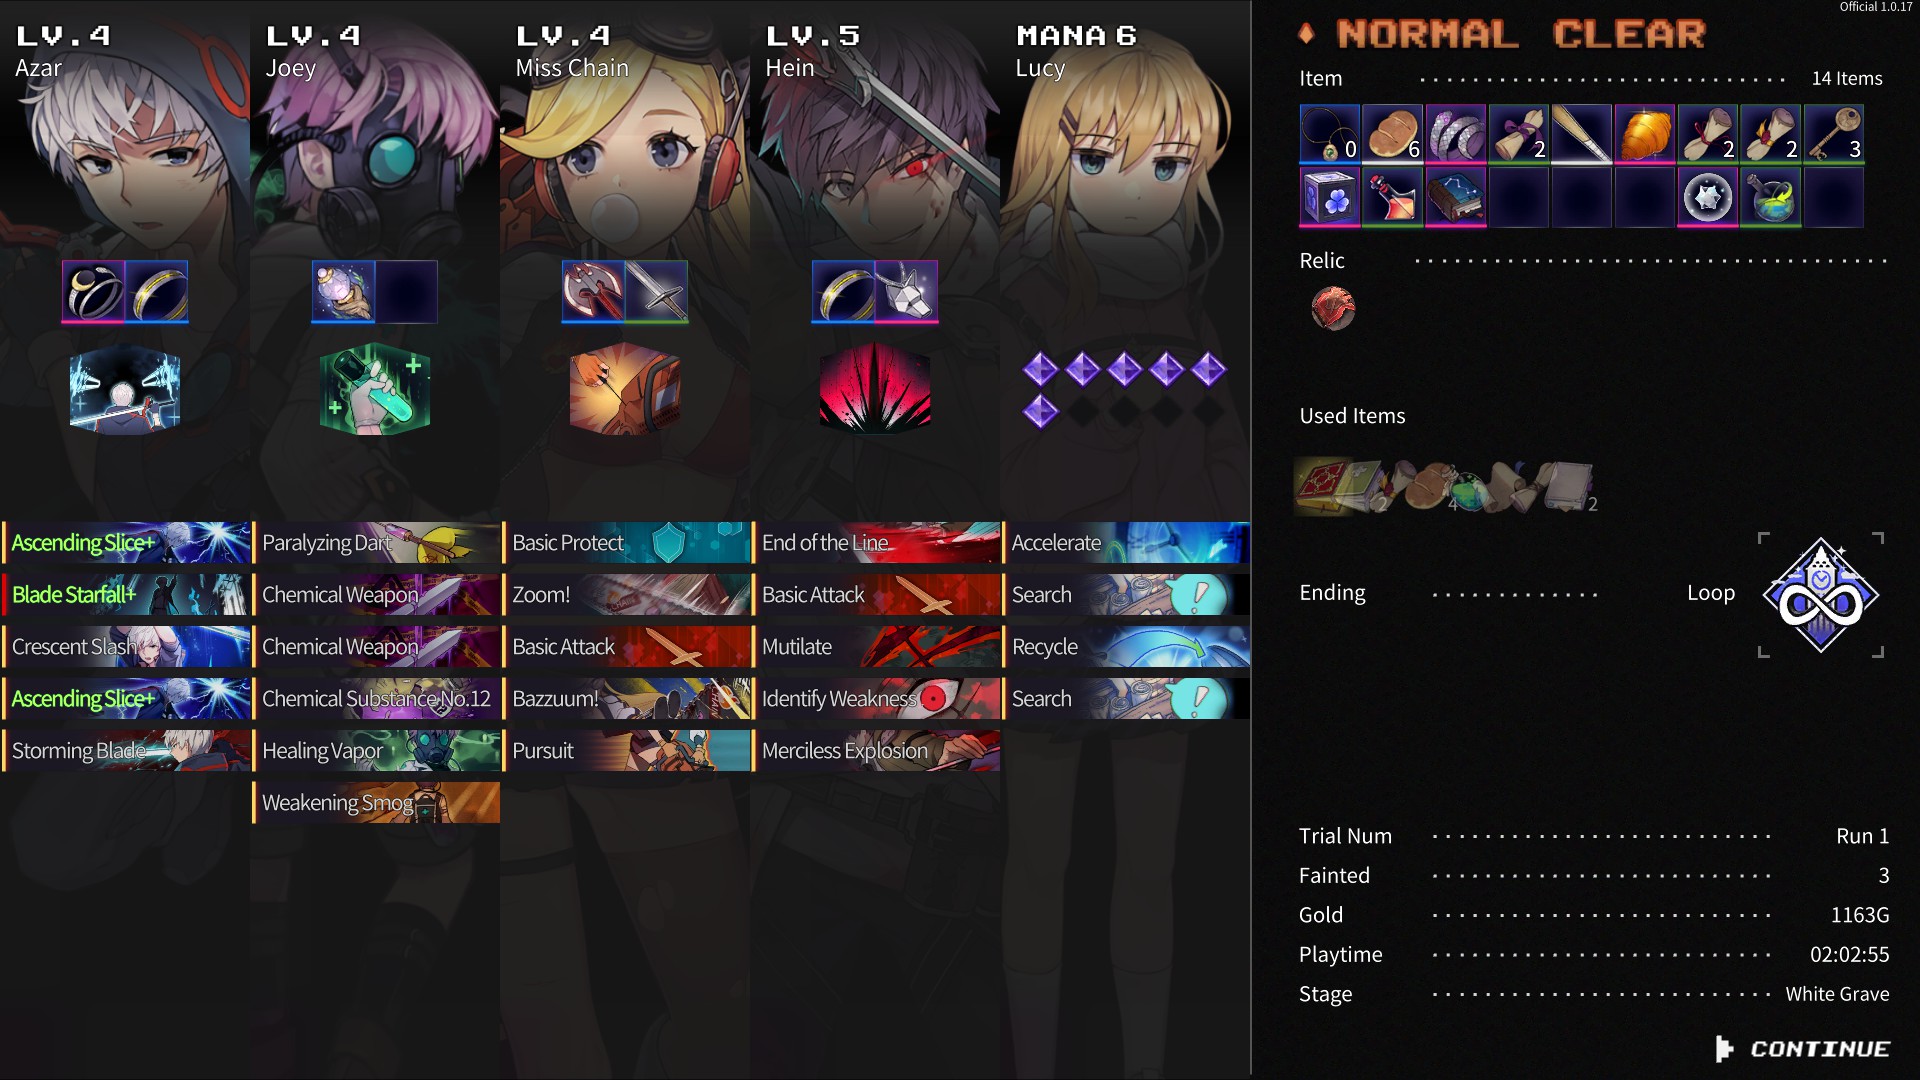 Official 1.0.17
LV.4
Azar
LV.4
Joey
LV.4
Miss Chain
LV.5
Hein
MANA 6
Lucy
Ascending Slice+
Blade Starfall+
Crescent Slash
Ascending Slice+
Storming Blade
Paralyzing Dart
Chemical Weapon
Chemical Weapon
Chemical Substance No.12
Healing Vapor
Weakening Smog
Basic Protect
Zoom!
Basic Attack
Bazzuum!
Pursuit
End of the Line
Basic Attack
Mutilate
Identify Weakness
Merciless Explosion
Accelerate
Search
Recycle
Search
NORMAL CLEAR
Item 14 Items
0 6 2 2 2 3
Relic
Used Items
2 4 2
Ending Loop
Trial Num Run 1
Fainted 3
Gold 1163G
Playtime 02:02:55
Stage White Grave
CONTINUE